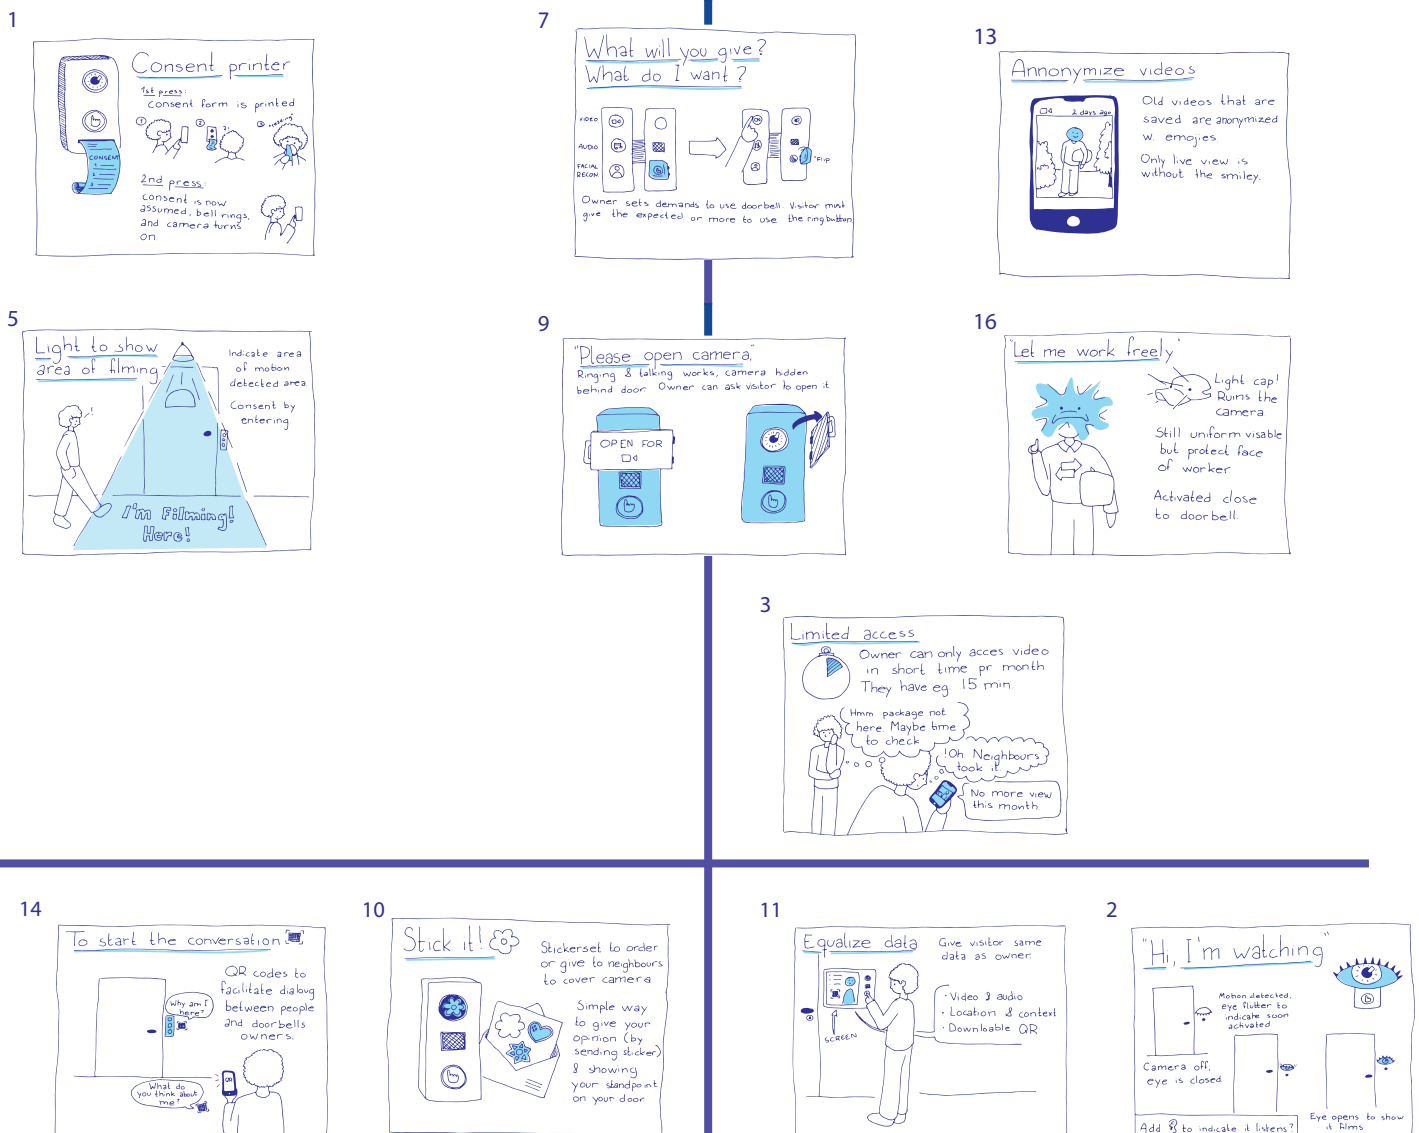 1
Consent printer
1st press:
consent form is printed
1
2
3
"reading"
CONSENT
1.
2.
3.
2nd press:
consent is now
assumed, bell rings,
and camera turns
on.
7
What will you give?
What do I want?
VIDEO
AUDIO
FACIAL
RECON.
"Flip
Owner sets demands to use doorbell. Visitor must
give the expected or more to use the ring button
13
Annonymize videos
2 days ago
Old videos that are
saved are anonymized
w. emojies
Only live view is
without the smiley.
5
Light to show
area of filming
!
Indicate area
of motion
detected area
Consent by
entering.
I'm Filming!
Here!
9
"Please open camera,"
Ringing & talking works, camera hidden
behind door. Owner can ask visitor to open it
OPEN FOR
16
"Let me work freely"
Light cap!
Ruins the
camera
Still uniform visable
but protect face
of worker.
Activated close
to doorbell.
3
Limited access
Owner can only acces video
in short time pr month
They have eg. 15 min.
Hmm package not
here. Maybe time
to check
!Oh Neighbours
took it.
No more view
this month.
14
To start the conversation
QR codes to
facilitate dialoug
between people
and doorbells
owners.
Why am I
here?
What do
you think about
me?
10
Stick it!
Stickerset to order
or give to neighbours
to cover camera
Simple way
to give your
opinion (by
sending sticker)
& showing
your standpoint
on your door
11
Equalize data
Give visitor same
data as owner
SCREEN
· Video & audio
· Location & context
· Downlable QR
2
"Hi, I'm watching"
Motion detected,
eye flutter to
indicate soon
activated
Camera off,
eye is closed
Add to indicate it listens?
Eye opens to show
it films